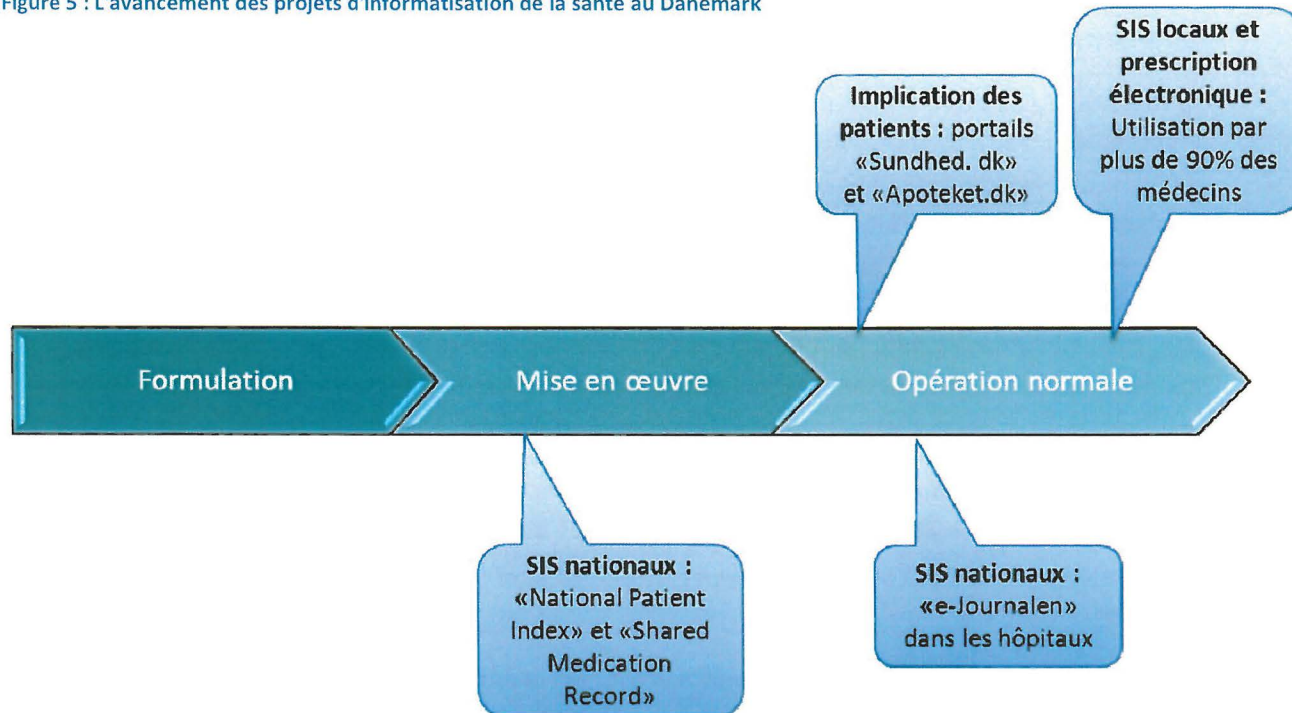 Figure 5 : L'avancement des projets d'informatisation de la santé au Danemark
SIS locaux et
prescription
électronique :
Utilisation par
plus de 90% des
médecins
Implication des
patients : portails
«Sundhed. dk»
et «Apoteket.dk»
Formulation
Mise en œuvre
Opération normale
SIS nationaux :
«National Patient
Index» et «Shared
Medication
Record»
SIS nationaux :
«e-Journalen»
dans les hôpitaux